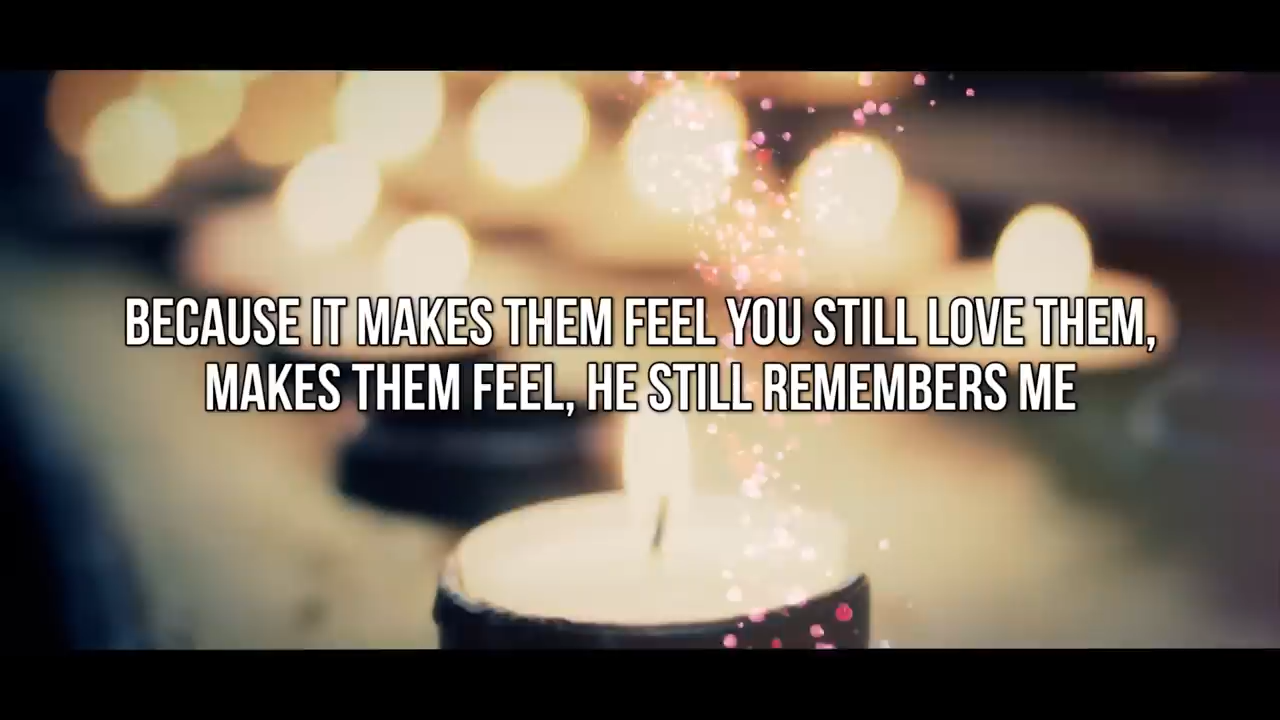 BECAUSE IT MAKES THEM FEEL YOU STILL LOVE THEM,
MAKES THEM FEEL, HE STILL REMEMBERS ME